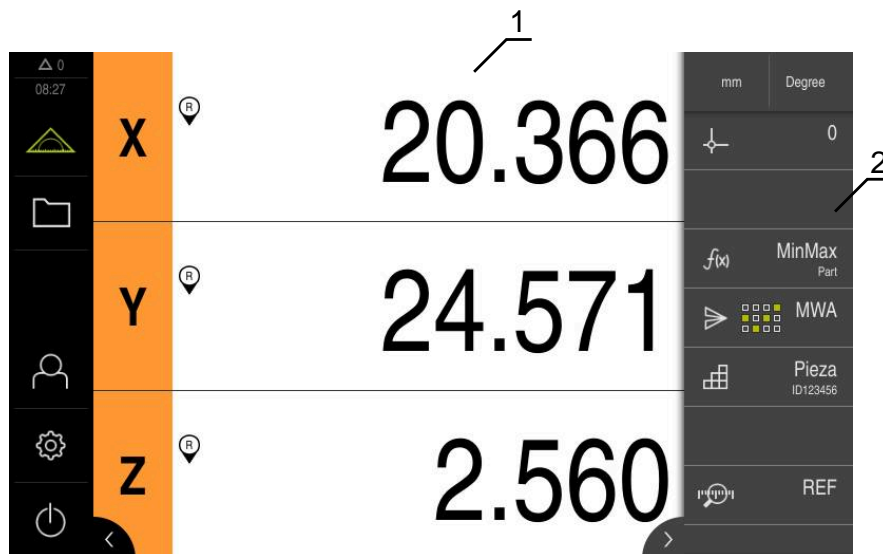 1
0
08:27
mm
Degree
X
R
20.366
0
2
Y
R
24.571
f(x)
MinMax
Part
MWA
Pieza
ID123456
Z
R
2.560
REF